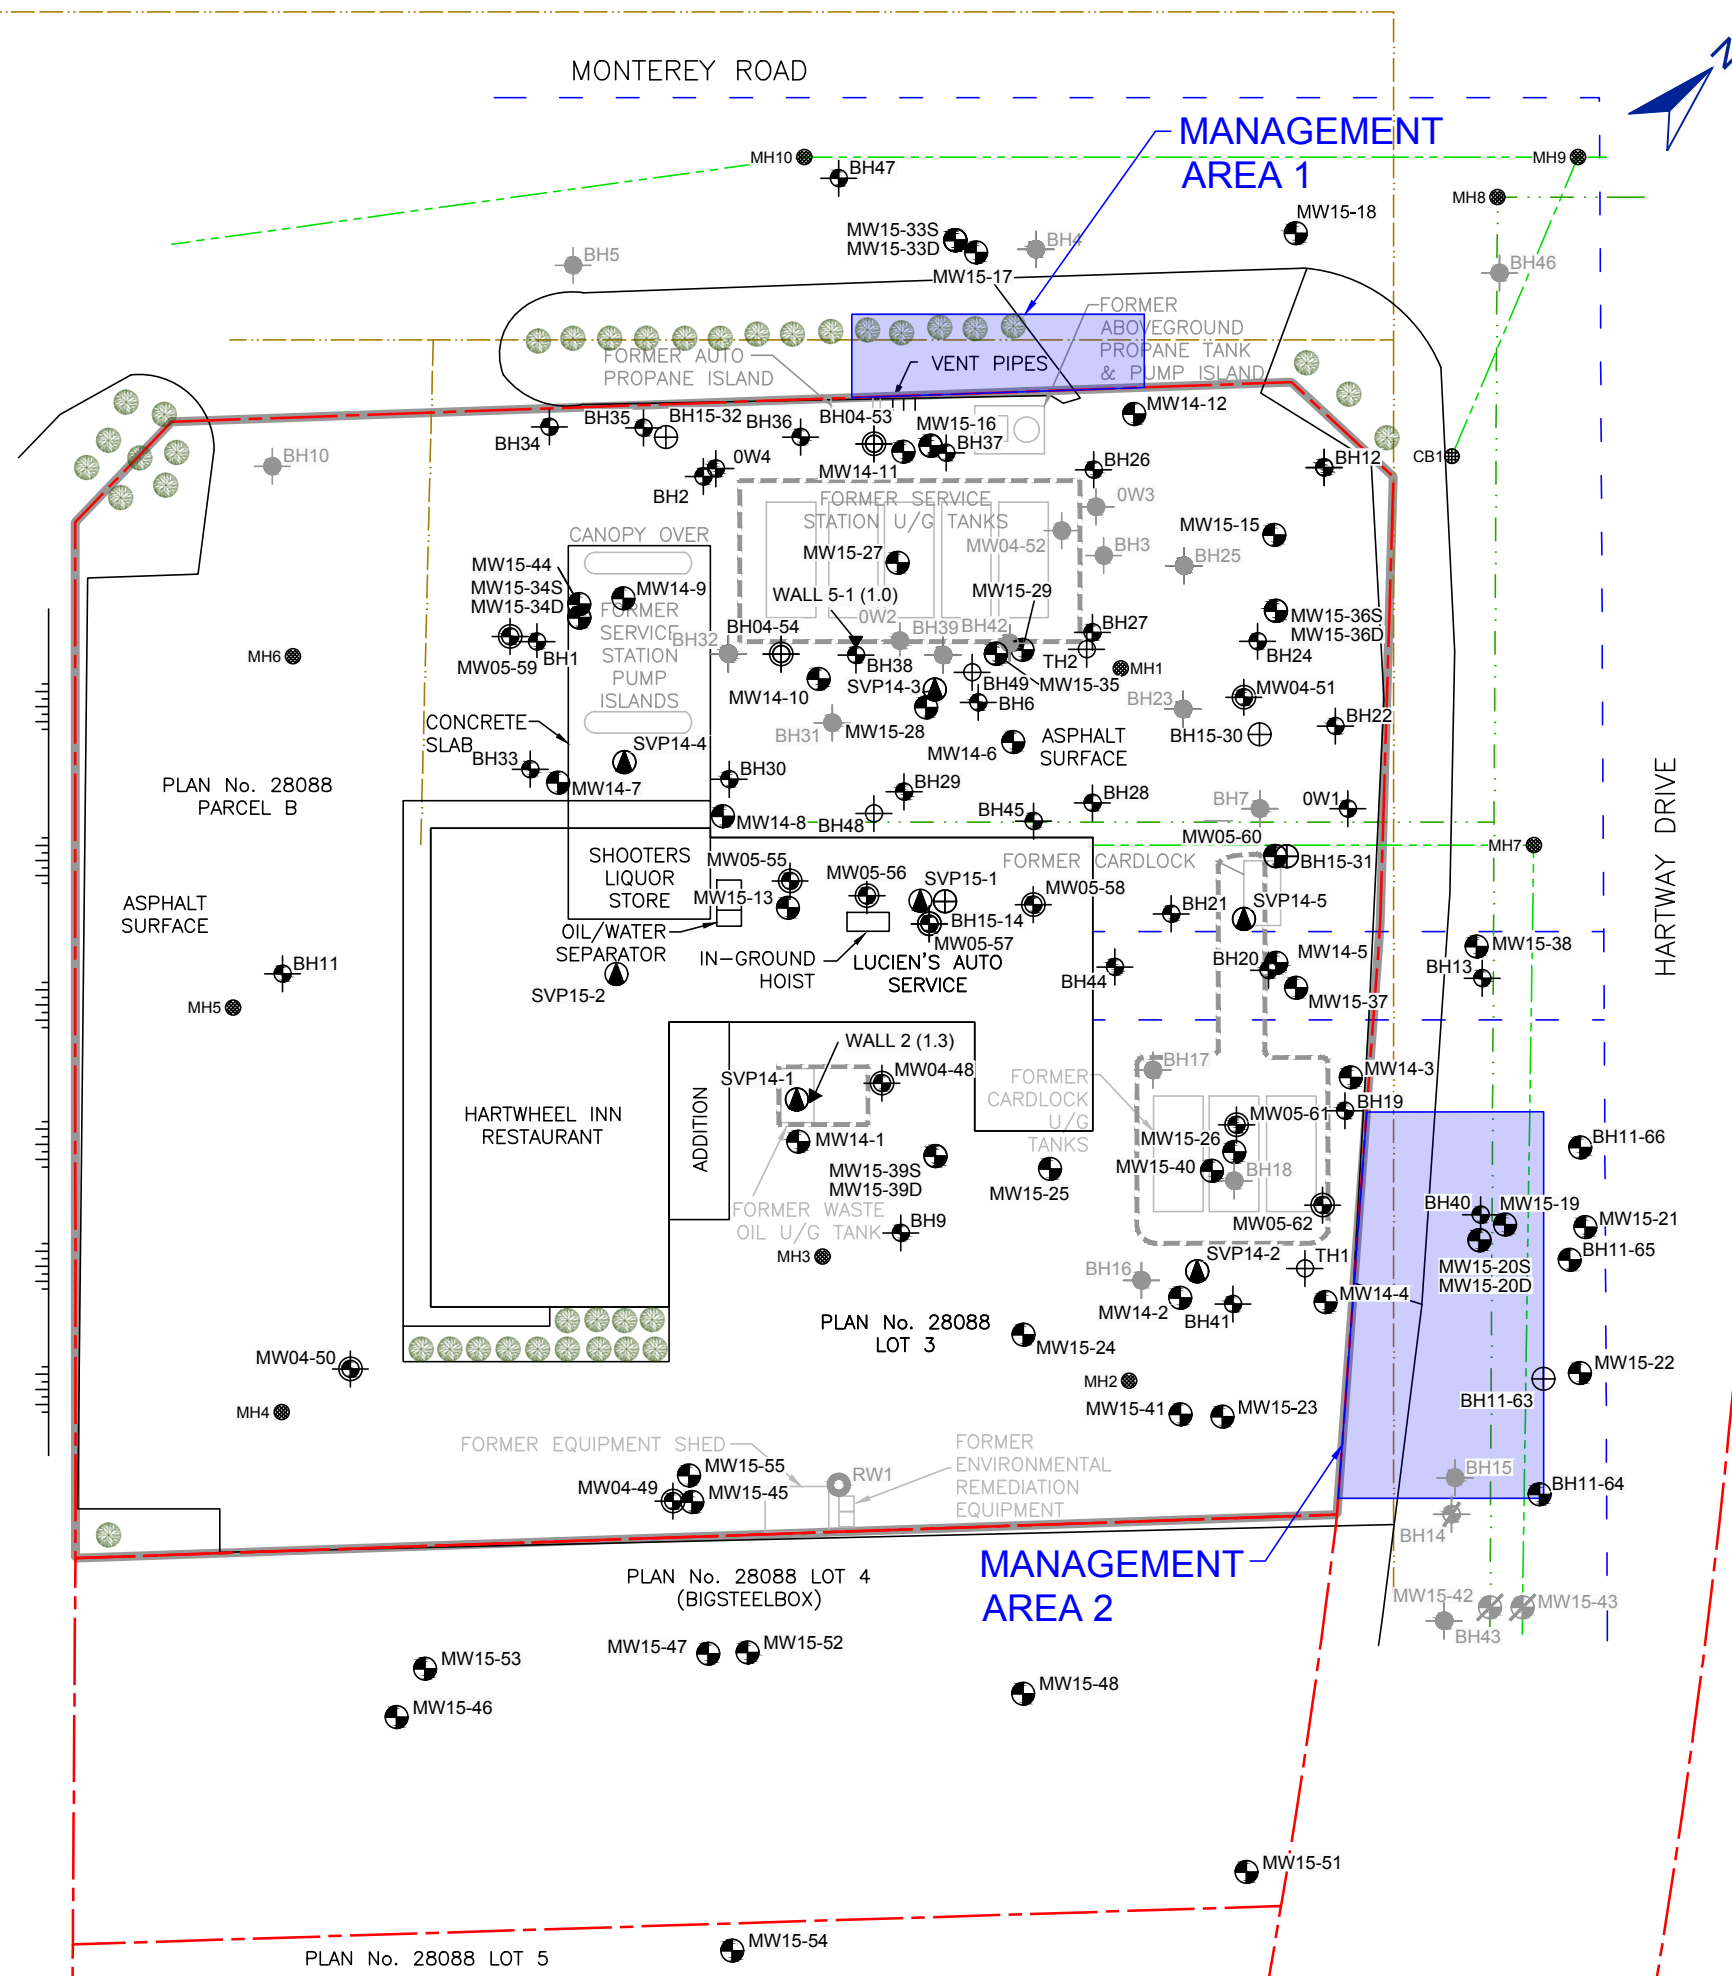 MONTEREY ROAD
N
MANAGEMENT
AREA 1
MH10
BH47
MH9
MH8
MW15-18
MW15-33S
MW15-33D
BH4
BH5
MW15-17
BH46
FORMER
ABOVEGROUND
PROPANE TANK
& PUMP ISLAND
FORMER AUTO
PROPANE ISLAND
VENT PIPES
BH34
BH35
BH15-32
BH36
BH04-53
MW15-16
BH37
MW14-11
MW14-12
BH10
0W4
BH2
BH26
BH12
CB1
FORMER SERVICE
STATION U/G TANKS
0W3
MW04-52
BH3
MW15-15
BH25
CANOPY OVER
MW15-27
MW15-44
MW15-34S
MW15-34D
MW14-9
WALL 5-1 (1.0)
MW15-29
FORMER
SERVICE
STATION
PUMP
ISLANDS
0W2
BH39
BH42
BH27
MW15-36S
MW15-36D
BH32
BH04-54
BH38
TH2
BH24
MH6
MW05-59
BH1
MW14-10
SVP14-3
BH49
MW15-35
MH1
MW04-51
BH6
BH23
BH31
MW15-28
MW14-6
ASPHALT
SURFACE
BH15-30
BH22
CONCRETE
SLAB
SVP14-4
BH33
MW14-7
BH30
BH29
BH28
BH7
0W1
PLAN No. 28088
PARCEL B
MW14-8
BH48
BH45
HARTWAY DRIVE
MW05-60
BH15-31
MH7
SHOOTERS
LIQUOR
STORE
MW05-55
MW05-56
FORMER CARDLOCK
MW15-13
SVP15-1
MW05-58
BH15-14
MW05-57
BH21
SVP14-5
ASPHALT
SURFACE
OIL/WATER
SEPARATOR
IN-GROUND
HOIST
LUCIEN'S AUTO
SERVICE
BH44
BH20
MW14-5
MW15-37
MW15-38
BH13
BH11
MH5
SVP15-2
WALL 2 (1.3)
SVP14-1
MW04-48
FORMER
CARDLOCK
U/G
TANKS
BH17
MW14-3
BH19
HARTWHEEL INN
RESTAURANT
ADDITION
MW14-1
MW15-39S
MW15-39D
MW15-25
MW05-61
MW15-26
MW15-40
BH18
MW05-62
BH11-66
BH40
MW15-19
MW15-21
BH11-65
MW15-20S
MW15-20D
FORMER WASTE
OIL U/G TANK
BH9
MH3
BH16
SVP14-2
TH1
MW14-2
BH41
MW14-4
PLAN No. 28088
LOT 3
MW15-24
MW04-50
MH4
MH2
MW15-41
MW15-23
MW15-22
BH11-63
FORMER EQUIPMENT SHED
FORMER
ENVIRONMENTAL
REMEDIATION
EQUIPMENT
MW15-55
MW04-49
MW15-45
RW1
BH15
BH11-64
BH14
MANAGEMENT
AREA 2
PLAN No. 28088 LOT 4
(BIGSTEELBOX)
MW15-42
MW15-43
BH43
MW15-47
MW15-52
MW15-53
MW15-46
MW15-48
MW15-51
MW15-54
PLAN No. 28088 LOT 5